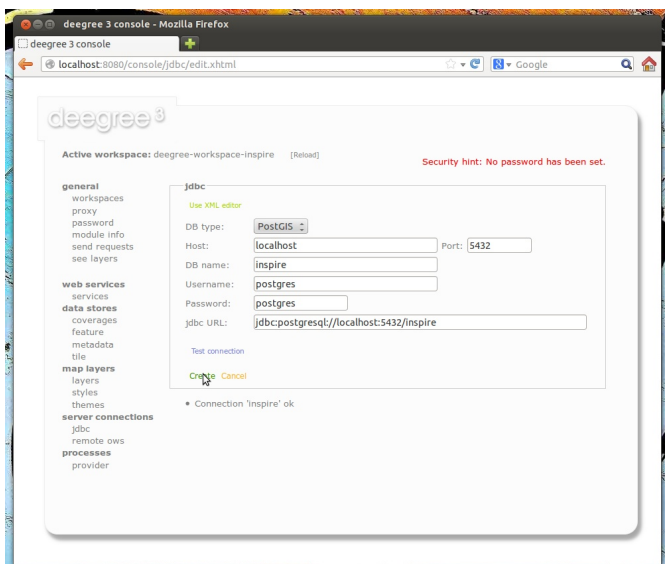 deegree 3 console - Mozilla Firefox
deegree 3 console
localhost:8080/console/jdbc/edit.xhtml
Google
deegree 3
Active workspace: deegree-workspace-inspire [Reload]
Security hint: No password has been set.
general
workspaces
proxy
password
module info
send requests
see layers
web services
services
data stores
coverages
feature
metadata
tile
map layers
layers
styles
themes
server connections
jdbc
remote ows
processes
provider
jdbc
Use XML editor
DB type: PostGIS
Host: localhost Port: 5432
DB name: inspire
Username: postgres
Password: postgres
jdbc URL: jdbc:postgresql://localhost:5432/inspire
Test connection
Create Cancel
• Connection 'inspire' ok